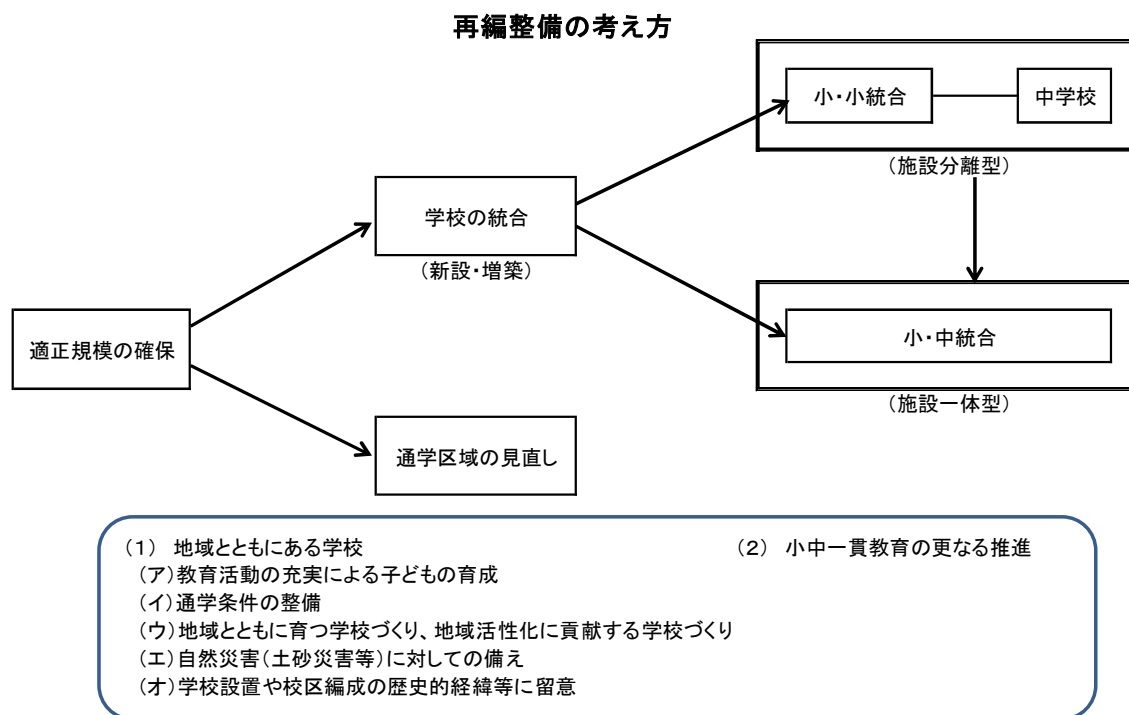 再編整備の考え方
小・小統合
中学校
（施設分離型）
学校の統合
（新設・増築）
小・中統合
（施設一体型）
適正規模の確保
通学区域の見直し
（1） 地域とともにある学校
（2） 小中一貫教育の更なる推進
（ア）教育活動の充実による子どもの育成
（イ）通学条件の整備
（ウ）地域とともに育つ学校づくり、地域活性化に貢献する学校づくり
（エ）自然災害（土砂災害等）に対しての備え
（オ）学校設置や校区編成の歴史的経緯等に留意